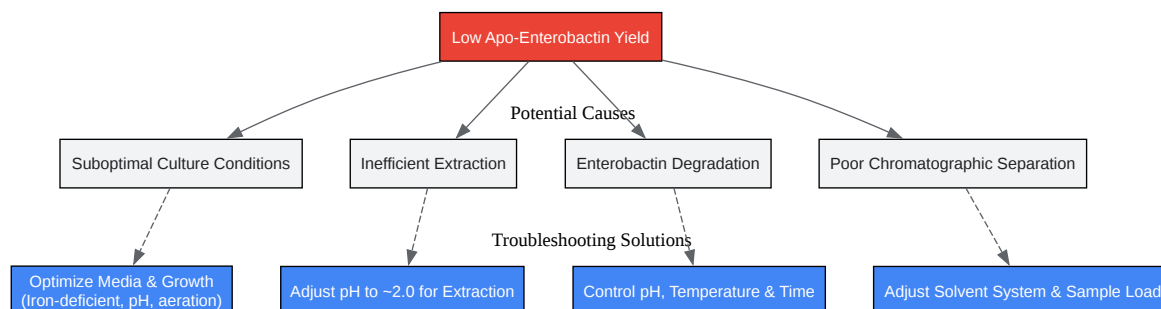 Low Apo-Enterobactin Yield
Potential Causes
Suboptimal Culture Conditions
Inefficient Extraction
Enterobactin Degradation
Poor Chromatographic Separation
Troubleshooting Solutions
Optimize Media & Growth
(Iron-deficient, pH, aeration)
Adjust pH to ~2.0 for Extraction
Control pH, Temperature & Time
Adjust Solvent System & Sample Load